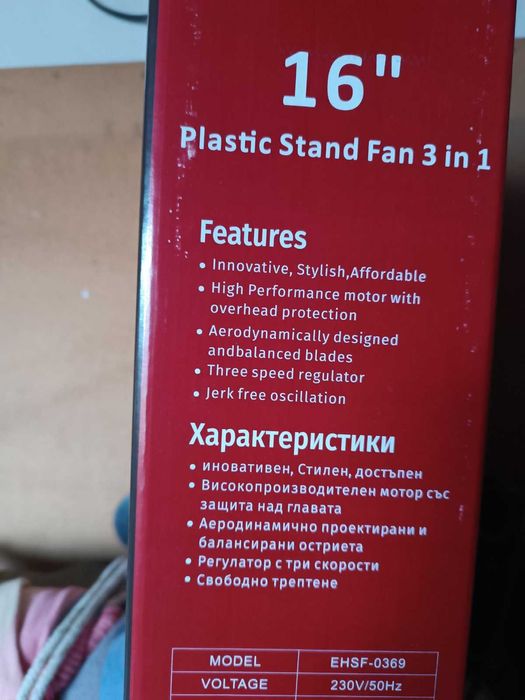 16"
Plastic Stand Fan 3 in 1
Features
• Innovative, Stylish,Affordable
• High Performance motor with
overhead protection
• Aerodynamically designed
andbalanced blades
• Three speed regulator
• Jerk free oscillation
Характеристики
• иновативен, Стилен, достъпен
• Високопроизводителен мотор със
защита над главата
• Аеродинамично проектирани и
балансирани остриета
• Регулатор с три скорости
• Свободно трептене
MODEL EHSF-0369
VOLTAGE 230V/50Hz